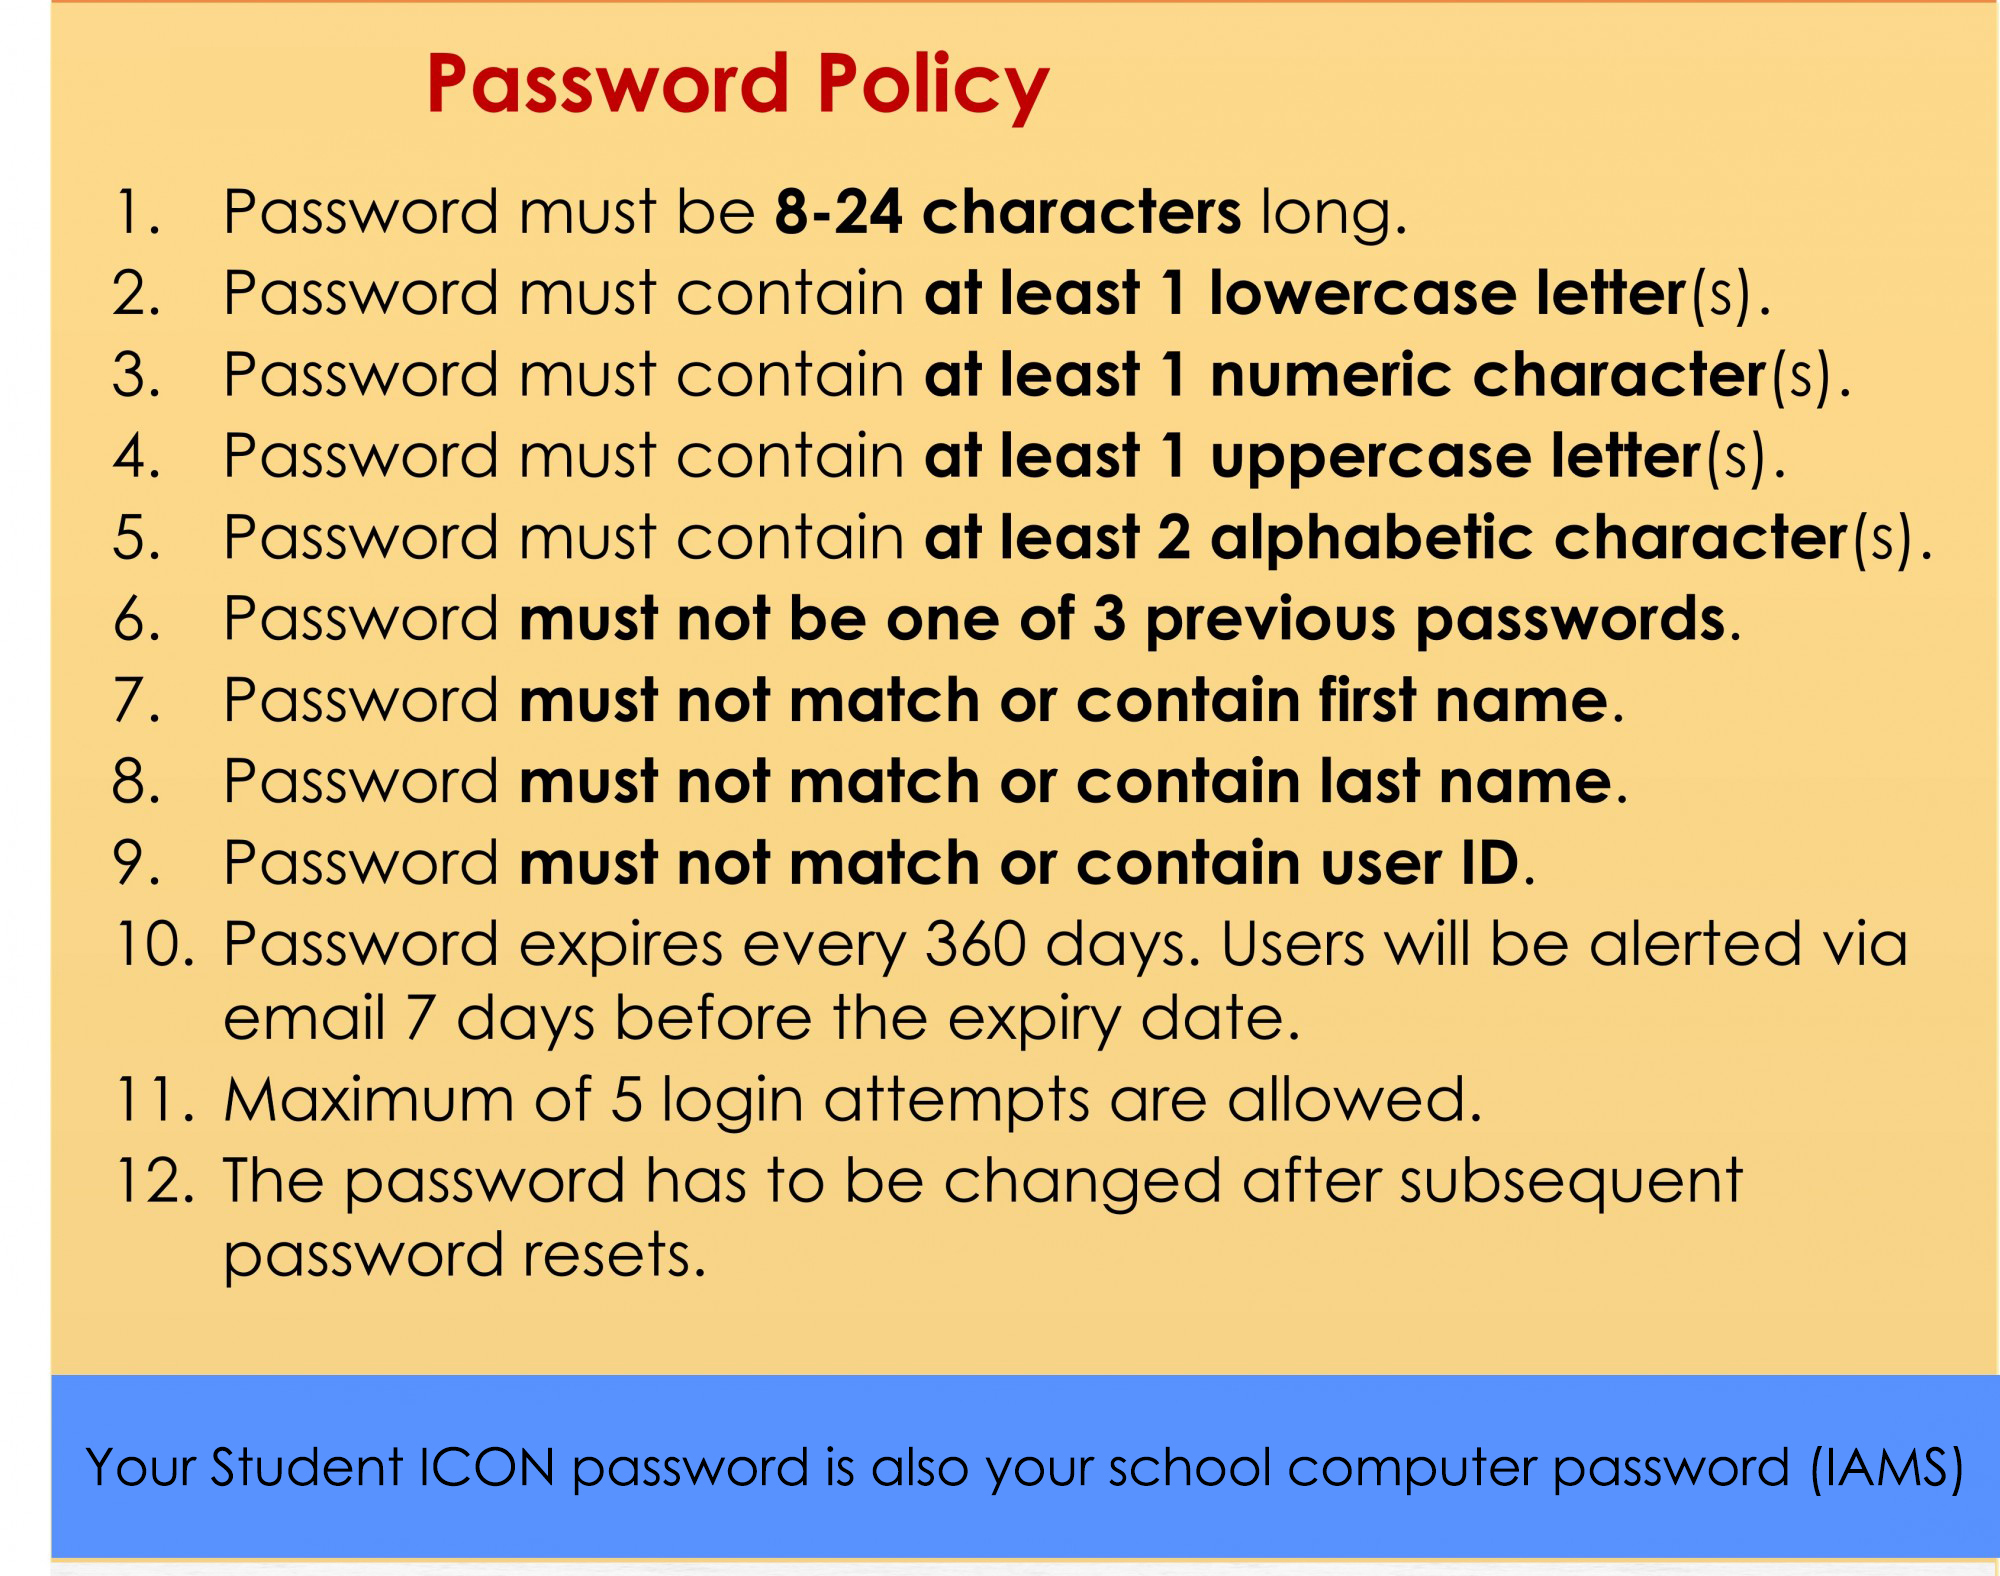 Password Policy
1. Password must be 8-24 characters long.
2. Password must contain at least 1 lowercase letter(s).
3. Password must contain at least 1 numeric character(s).
4. Password must contain at least 1 uppercase letter(s).
5. Password must contain at least 2 alphabetic character(s).
6. Password must not be one of 3 previous passwords.
7. Password must not match or contain first name.
8. Password must not match or contain last name.
9. Password must not match or contain user ID.
10. Password expires every 360 days. Users will be alerted via
email 7 days before the expiry date.
11. Maximum of 5 login attempts are allowed.
12. The password has to be changed after subsequent
password resets.
Your Student ICON password is also your school computer password (IAMS)